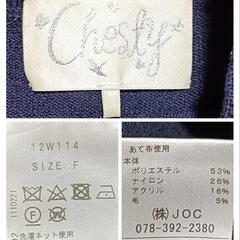 Chesty
12W114
SIZE F
洗濯ネット使用
あて布使用
本体
ポリエステル 53%
ナイロン 26%
アクリル 16%
毛 5%
(株)JOC
078-392-2380